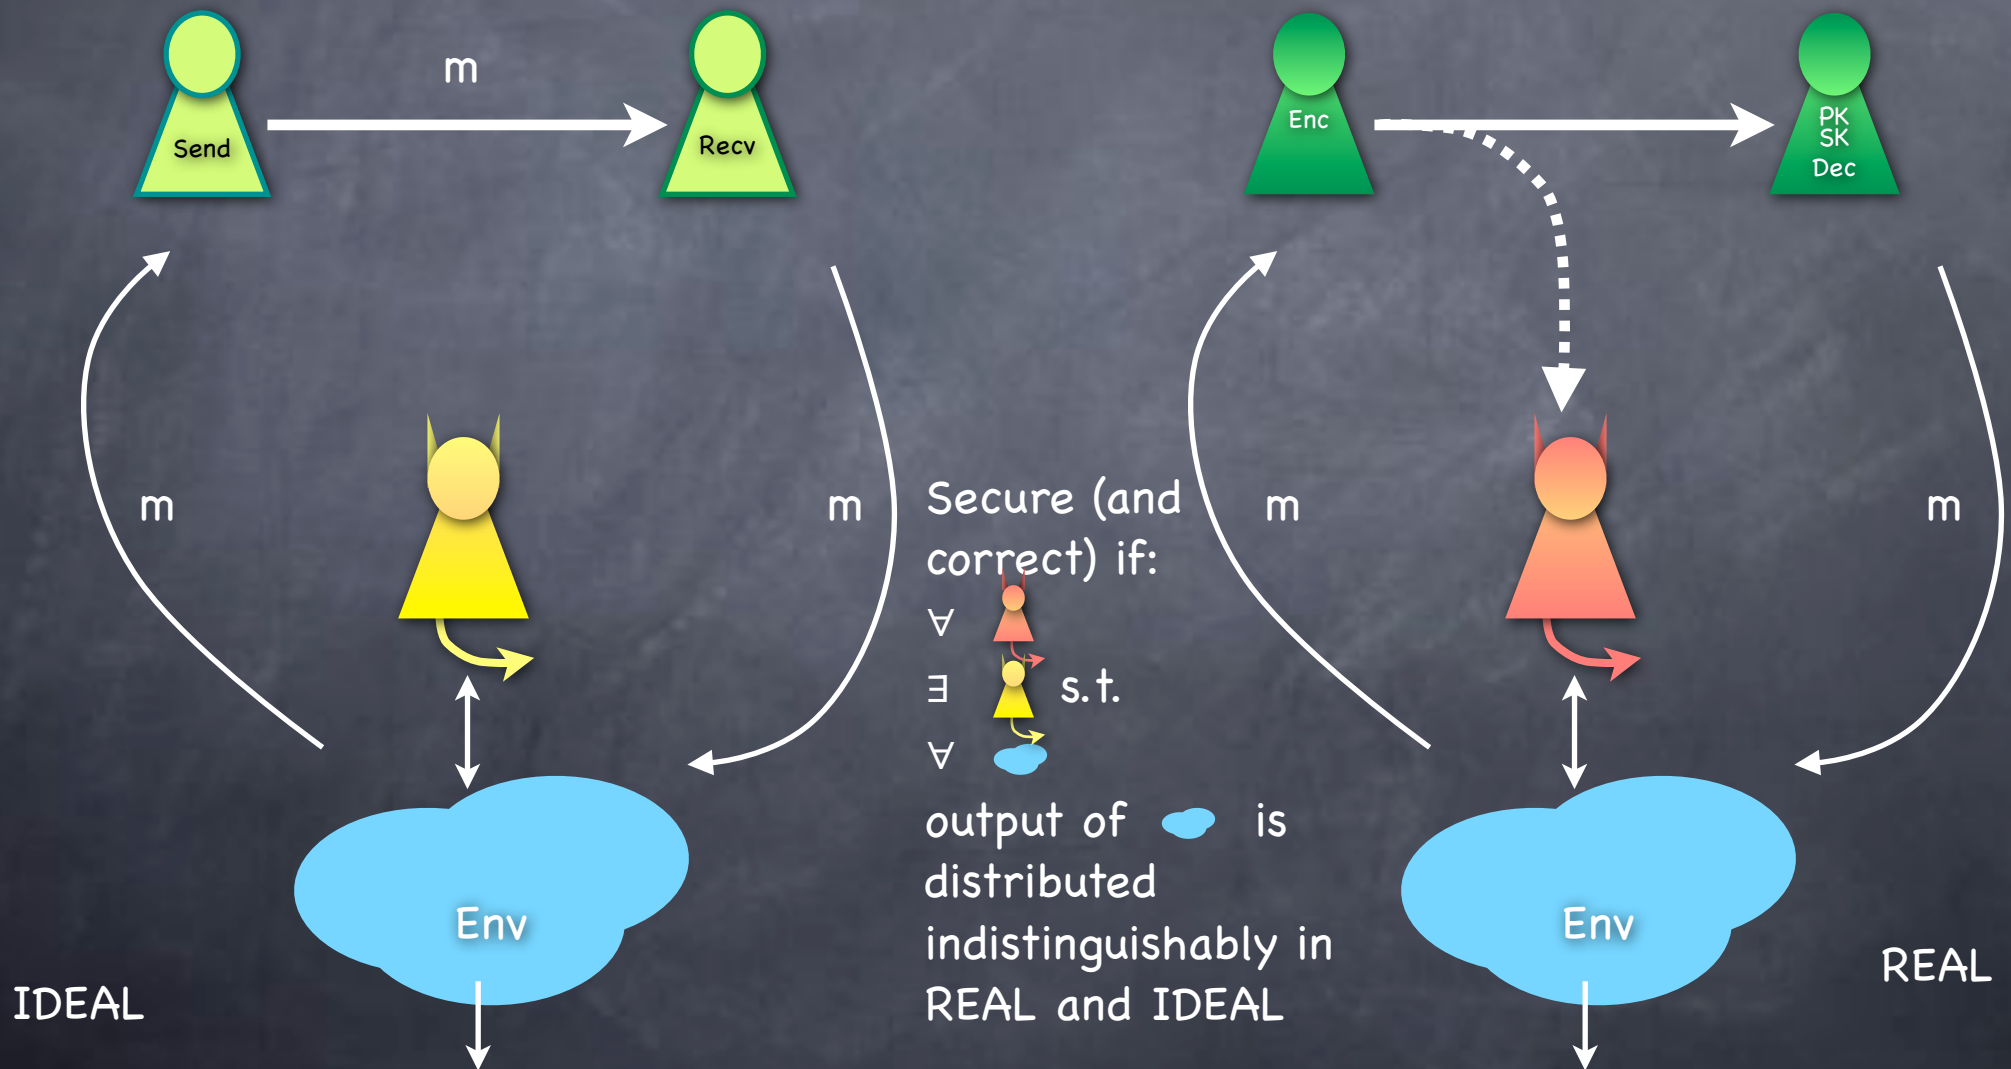 m
Send
Recv
m
m
IDEAL
Env
Secure (and
correct) if:
∀
∃ s.t.
∀
output of is
distributed
indistinguishably in
REAL and IDEAL
Enc
PK
SK
Dec
m
m
Env
REAL